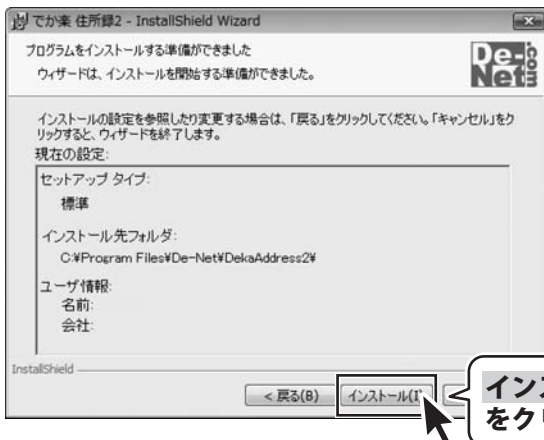 でか楽 住所録2 - InstallShield Wizard
プログラムをインストールする準備ができました
ウィザードは、インストールを開始する準備ができました。
De-Net.com
インストールの設定を参照したり変更する場合は、「戻る」をクリックしてください。「キャンセル」をク
リックすると、ウィザードを終了します。
現在の設定:
セットアップ タイプ:
標準
インストール先フォルダ:
C:¥Program Files¥De-Net¥DekaAddress2¥
ユーザ情報:
名前:
会社:
InstallShield
< 戻る(B)
インストール(I)
インス
をク